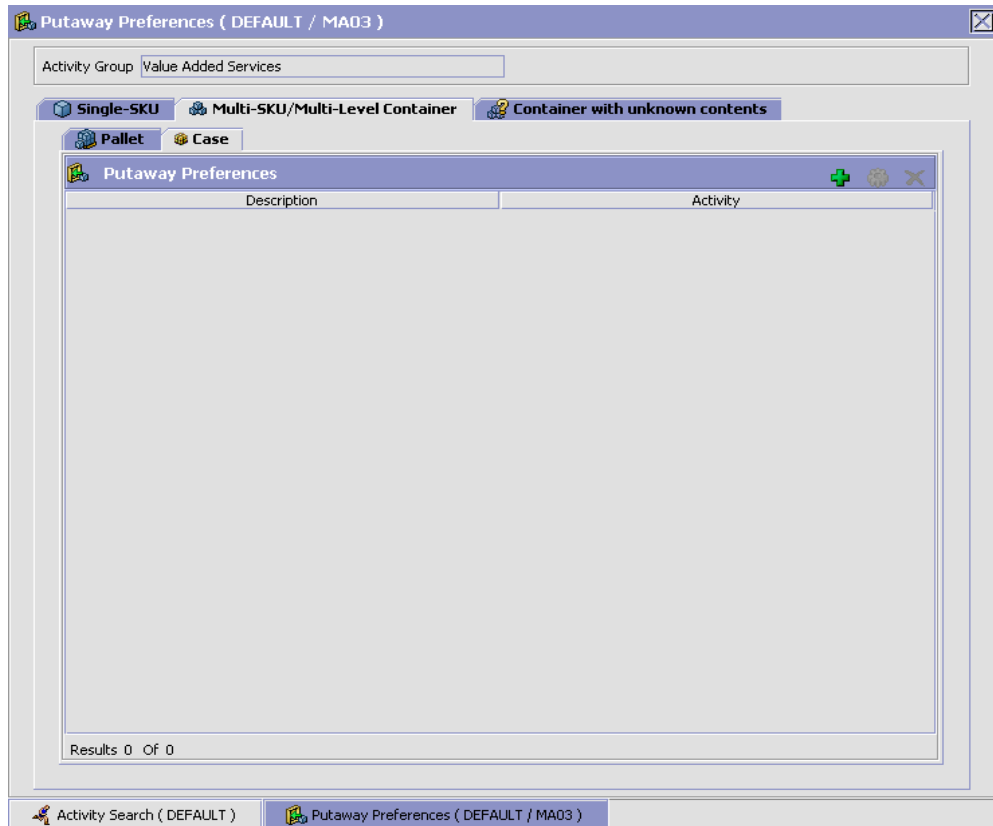 Putaway Preferences ( DEFAULT / MA03 )
Activity Group Value Added Services
Single-SKU Multi-SKU/Multi-Level Container Container with unknown contents
Pallet Case
Putaway Preferences
Description Activity
Results 0 Of 0
Activity Search ( DEFAULT ) Putaway Preferences ( DEFAULT / MA03 )